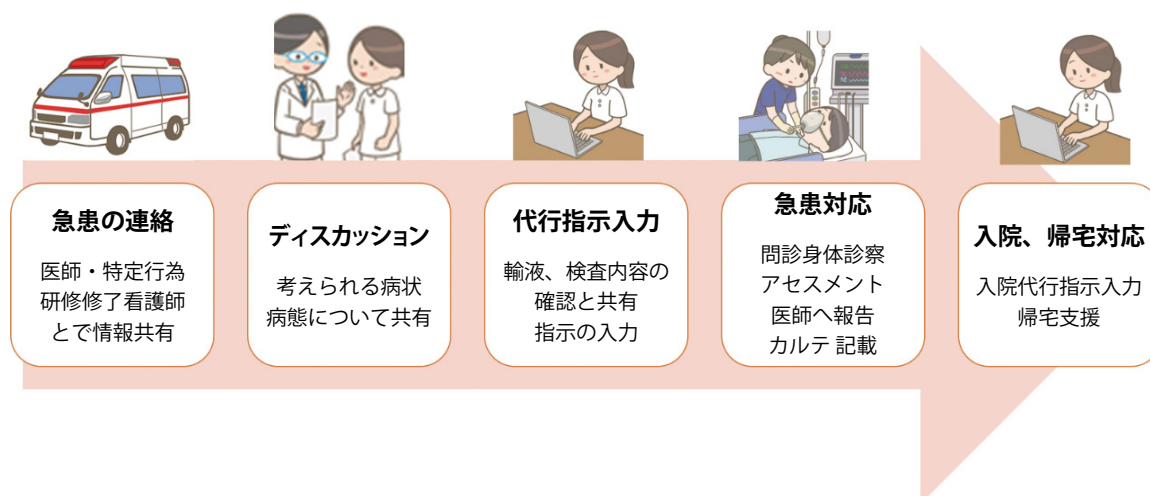 急患の連絡
医師・特定行為
研修修了看護師
とで情報共有
ディスカッション
考えられる病状
病態について共有
代行指示入力
輸液、検査内容の
確認と共有
指示の入力
急患対応
問診身体診察
アセスメント
医師へ報告
カルテ 記載
入院、帰宅対応
入院代行指示入力
帰宅支援